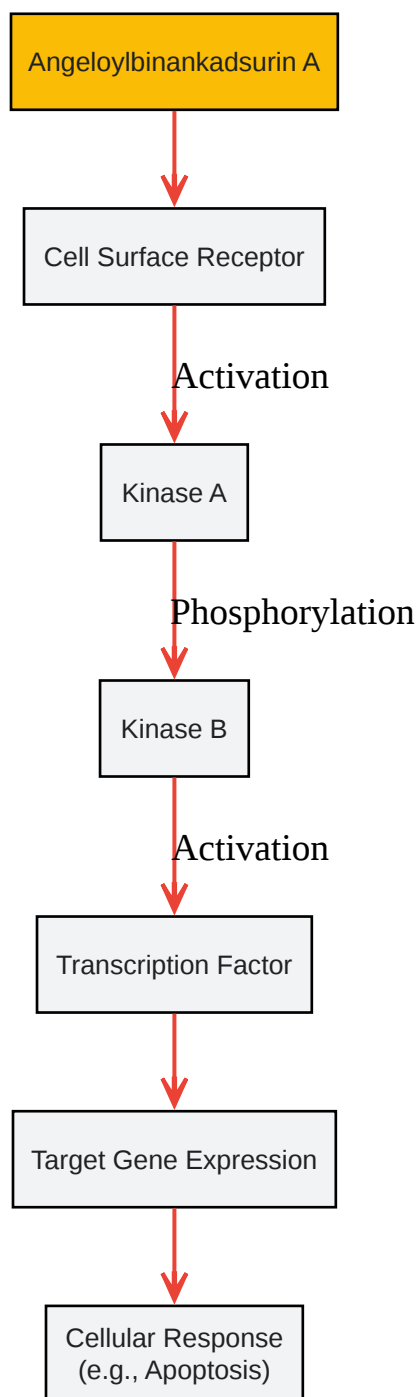 Angeloylbinankadsurin A
Cell Surface Receptor
Activation
Kinase A
Phosphorylation
Kinase B
Activation
Transcription Factor
Target Gene Expression
Cellular Response
(e.g., Apoptosis)